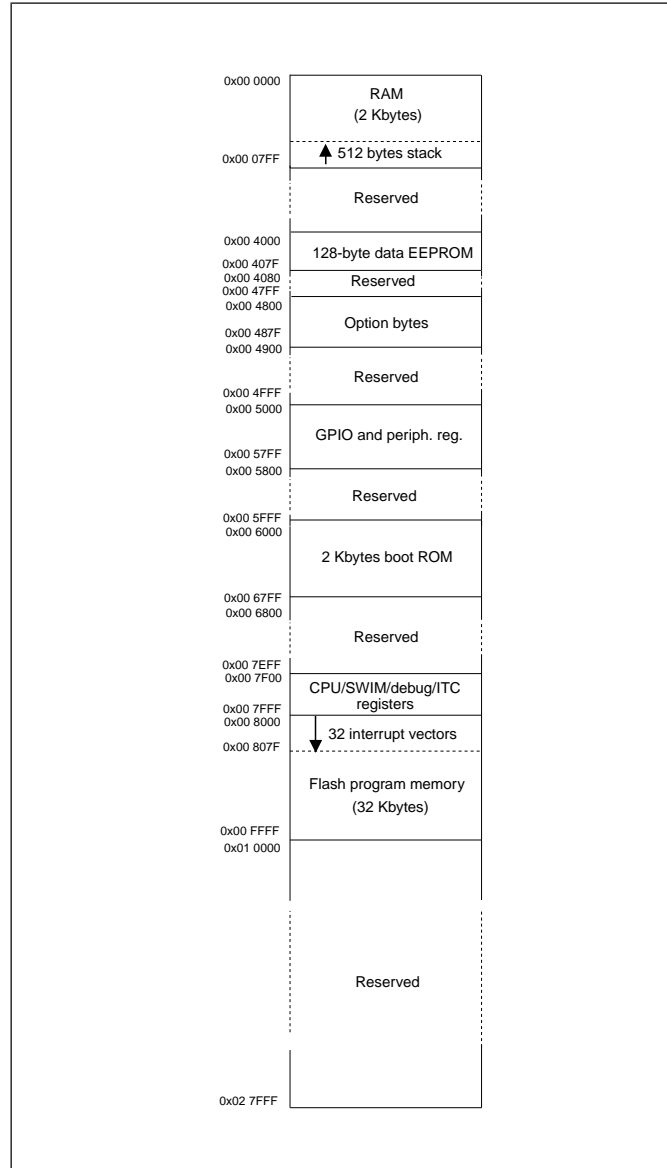 0x00 0000
RAM
(2 Kbytes)
512 bytes stack
0x00 07FF
Reserved
0x00 4000
128-byte data EEPROM
0x00 407F
0x00 4080
Reserved
0x00 47FF
0x00 4800
Option bytes
0x00 487F
0x00 4900
Reserved
0x00 4FFF
0x00 5000
GPIO and periph. reg.
0x00 57FF
0x00 5800
Reserved
0x00 5FFF
0x00 6000
2 Kbytes boot ROM
0x00 67FF
0x00 6800
Reserved
0x00 7EFF
0x00 7F00
CPU/SWIM/debug/ITC
registers
0x00 7FFF
0x00 8000
32 interrupt vectors
0x00 807F
Flash program memory
(32 Kbytes)
0x00 FFFF
0x01 0000
Reserved
0x02 7FFF